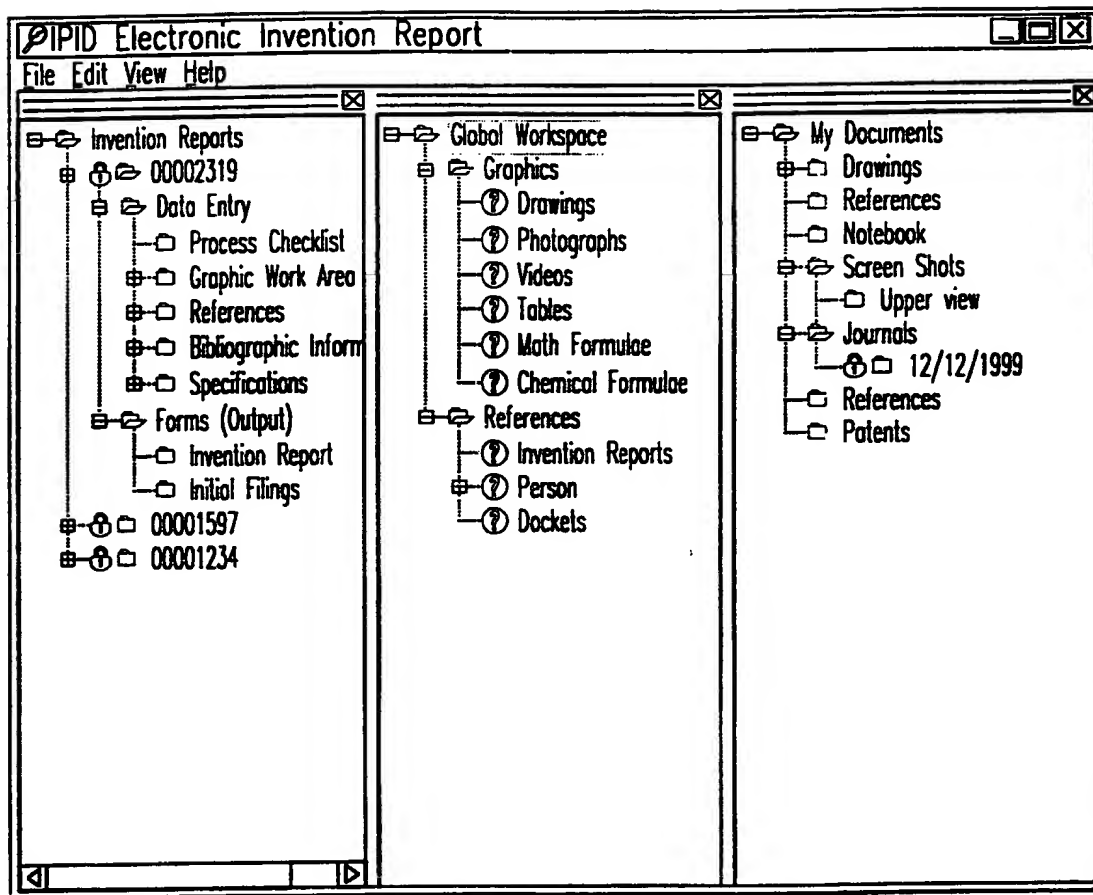 IPID Electronic Invention Report
File Edit View Help
Invention Reports
00002319
Data Entry
Process Checklist
Graphic Work Area
References
Bibliographic Inform
Specifications
Forms (Output)
Invention Report
Initial Filings
00001597
00001234
Global Workspace
Graphics
Drawings
Photographs
Videos
Tables
Math Formulae
Chemical Formulae
References
Invention Reports
Person
Dockets
My Documents
Drawings
References
Notebook
Screen Shots
Upper view
Journals
12/12/1999
References
Patents